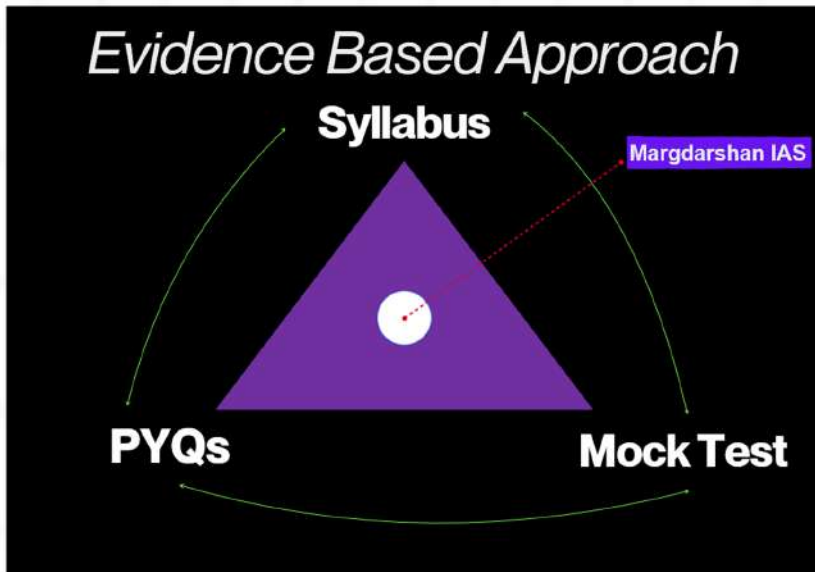 Evidence Based Approach
Syllabus
Margdarshan IAS
PYQs
Mock Test